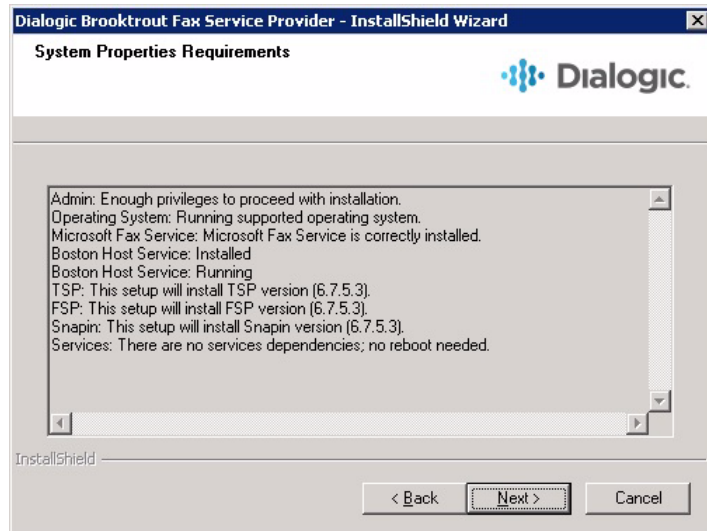 Dialogic Brooktrout Fax Service Provider - InstallShield Wizard
System Properties Requirements
Dialogic.
Admin: Enough privileges to proceed with installation.
Operating System: Running supported operating system.
Microsoft Fax Service: Microsoft Fax Service is correctly installed.
Boston Host Service: Installed
Boston Host Service: Running
TSP: This setup will install TSP version (6.7.5.3).
FSP: This setup will install FSP version (6.7.5.3).
Snapin: This setup will install Snapin version (6.7.5.3).
Services: There are no services dependencies; no reboot needed.
InstallShield
< Back Next > Cancel